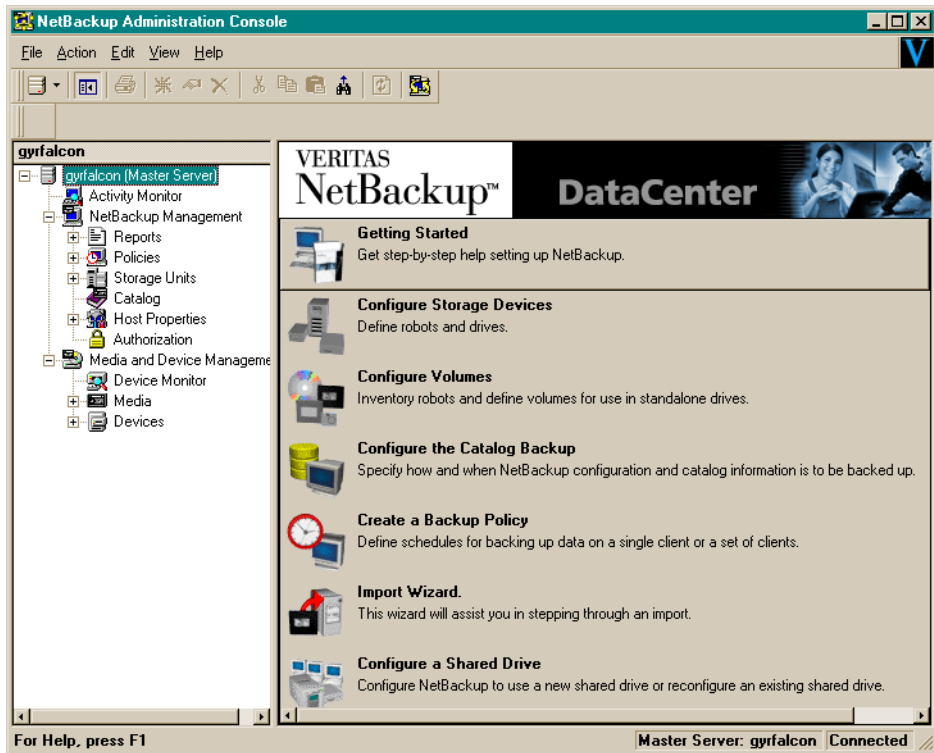 NetBackup Administration Console
File Action Edit View Help
V
gyrfalcon
gyrfalcon (Master Server)
Activity Monitor
NetBackup Management
Reports
Policies
Storage Units
Catalog
Host Properties
Authorization
Media and Device Manageme
Device Monitor
Media
Devices
VERITAS
NetBackup™ DataCenter
Getting Started
Get step-by-step help setting up NetBackup.
Configure Storage Devices
Define robots and drives.
Configure Volumes
Inventory robots and define volumes for use in standalone drives.
Configure the Catalog Backup
Specify how and when NetBackup configuration and catalog information is to be backed up.
Create a Backup Policy
Define schedules for backing up data on a single client or a set of clients.
Import Wizard.
This wizard will assist you in stepping through an import.
Configure a Shared Drive
Configure NetBackup to use a new shared drive or reconfigure an existing shared drive.
For Help, press F1
Master Server: gyrfalcon Connected